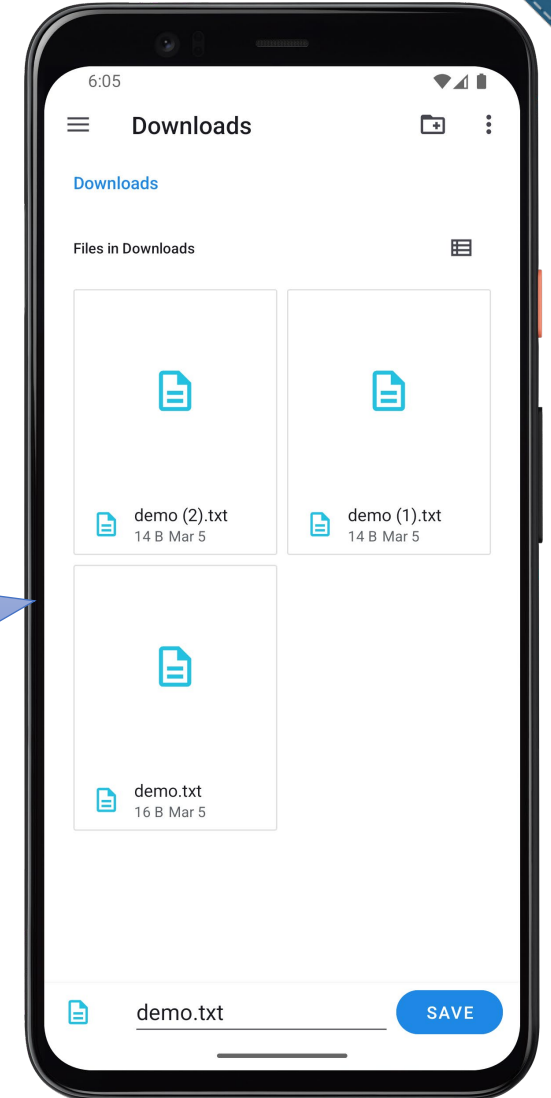 6:05
Downloads
Downloads
Files in Downloads
demo (2).txt
14 B Mar 5
demo (1).txt
14 B Mar 5
demo.txt
16 B Mar 5
demo.txt
SAVE